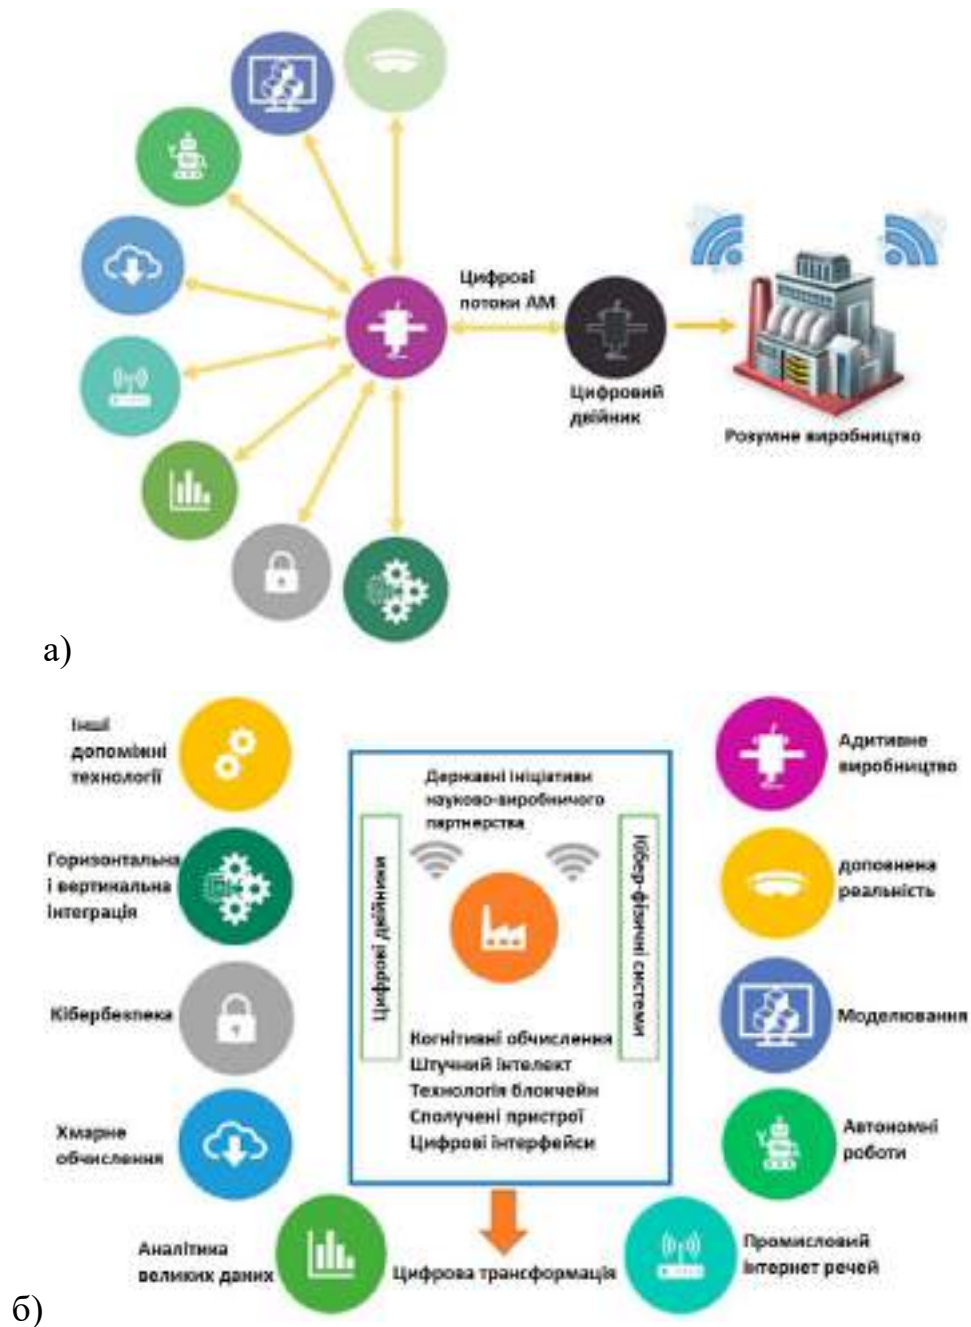 Цифрові
потоки АМ
Цифровий
двійник
Розумне виробництво
а)
Інші
допоміжні
технології
Горизонтальна
і вертикальна
інтеграція
Кібербезпека
Хмарне
обчислення
Аналітика
великих даних
Державні ініціативи
науково-виробничого
партнерства
Цифрові двійники
Кібер-фізичні системи
Когнітивні обчислення
Штучний інтелект
Технологія блокчейн
Сполучені пристрої
Цифрові інтерфейси
Цифрова трансформація
Адитивне
виробництво
доповнена
реальність
Моделювання
Автономні
роботи
Промисловий
інтернет речей
б)